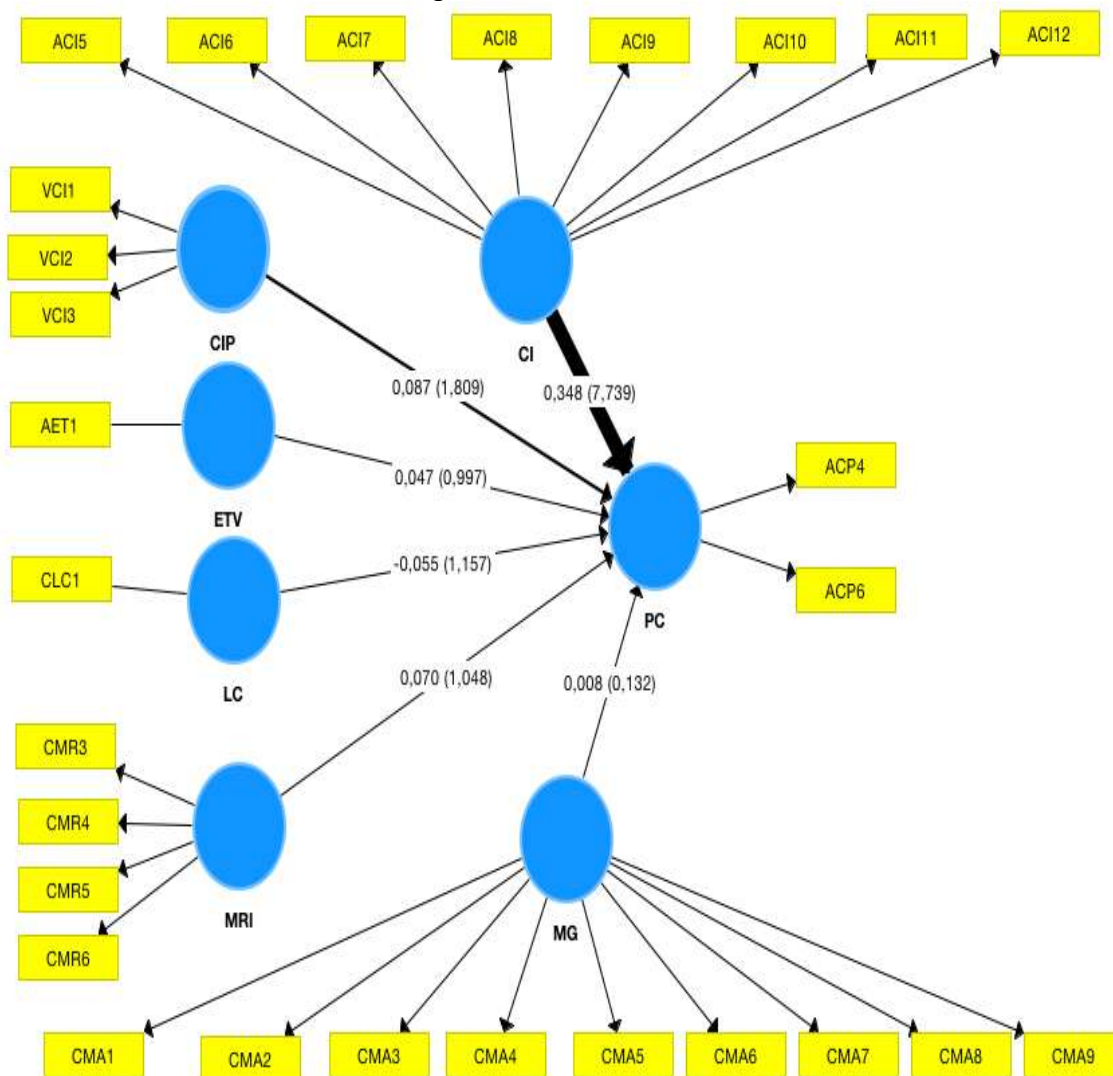 ACI5
ACI6
ACI7
ACI8
ACI9
ACI10
ACI11
ACI12
VCI1
VCI2
VCI3
CIP
CI
0,087 (1,809)
0,348 (7,739)
AET1
0,047 (0,997)
ETV
ACP4
CLC1
-0,055 (1,157)
ACP6
PC
LC
0,070 (1,048)
0,008 (0,132)
CMR3
CMR4
CMR5
CMR6
MRI
MG
CMA1
CMA2
CMA3
CMA4
CMA5
CMA6
CMA7
CMA8
CMA9